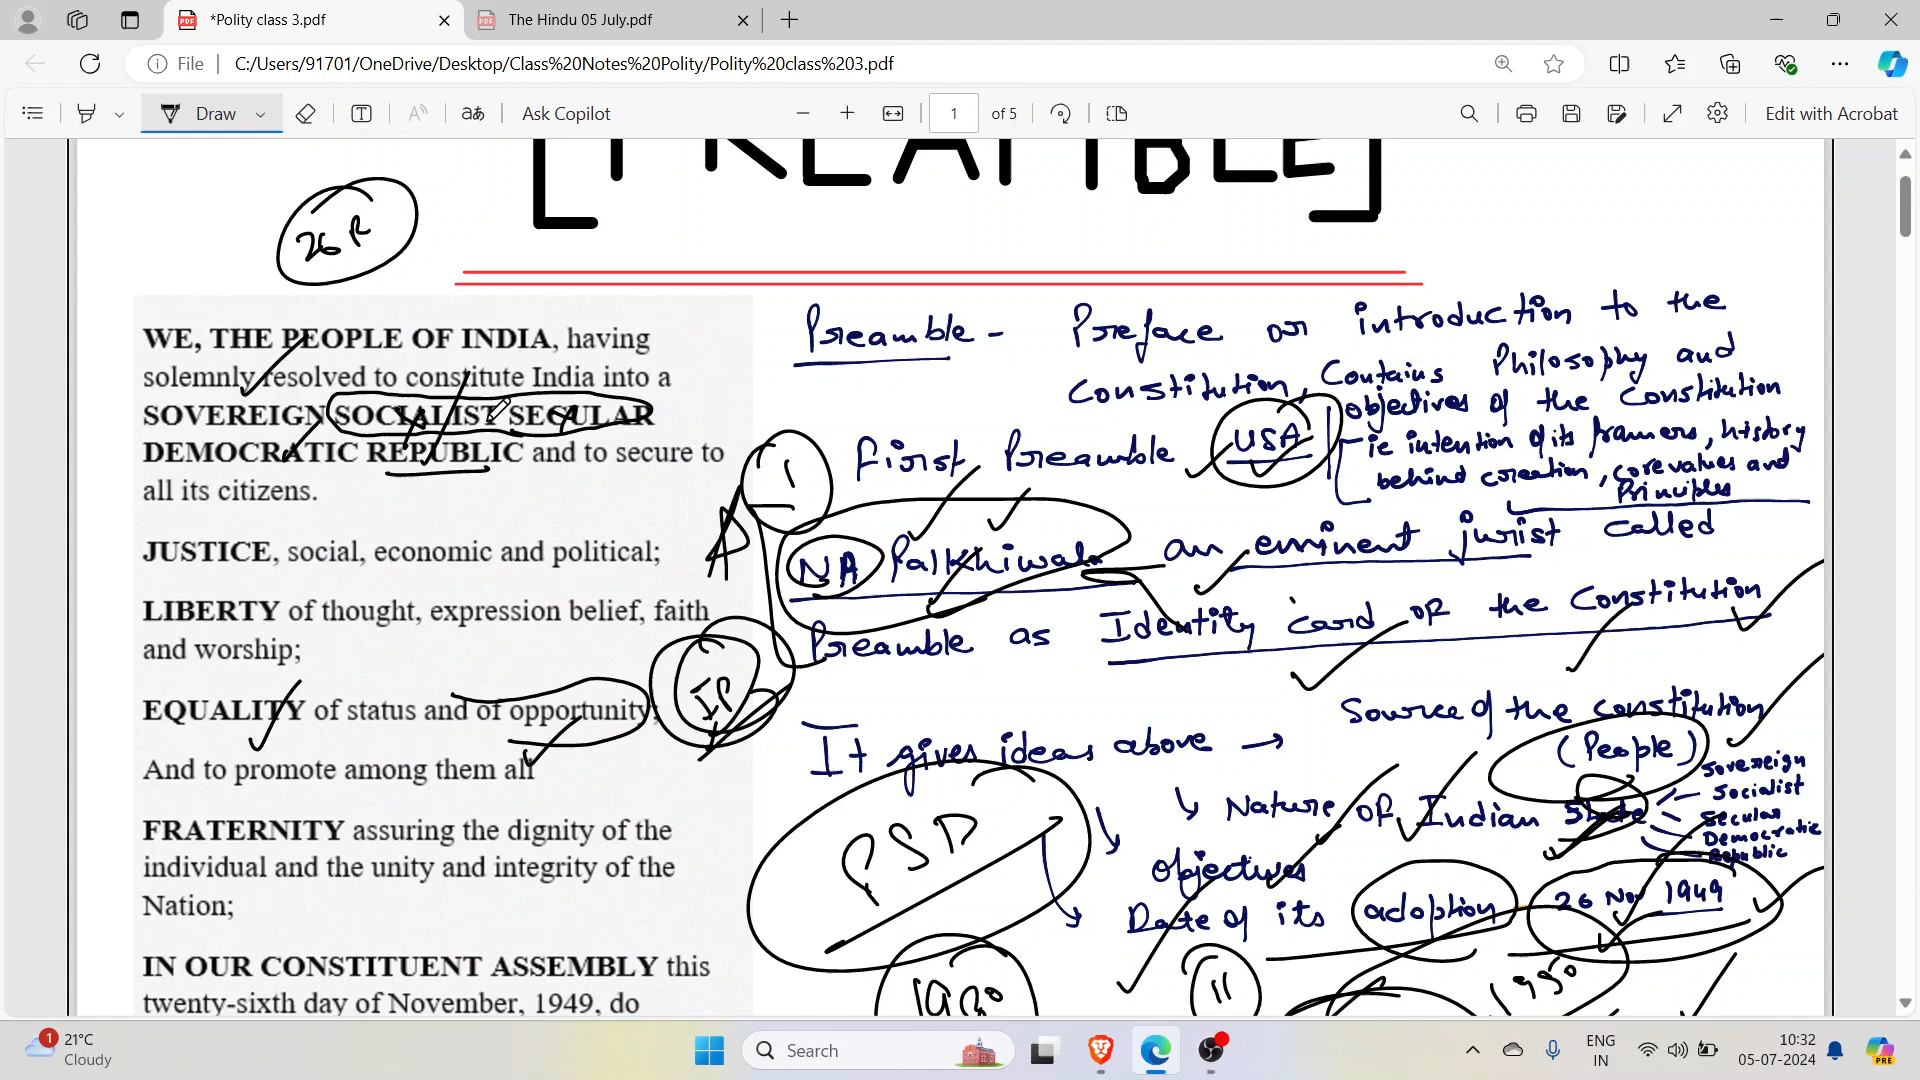 *Polity class 3.pdf
The Hindu 05 July.pdf
File
C:/Users/91701/OneDrive/Desktop/Class%20Notes%20Polity/Polity%20class%203.pdf
Draw
Ask Copilot
1 of 5
Edit with Acrobat
[PREAMBLE]
26
WE, THE PEOPLE OF INDIA, having
solemnly resolved to constitute India into a
SOVEREIGN SOCIALIST SECULAR
DEMOCRATIC REPUBLIC and to secure to
all its citizens.
JUSTICE, social, economic and political;
LIBERTY of thought, expression belief, faith
and worship;
EQUALITY of status and of opportunity;
And to promote among them all
FRATERNITY assuring the dignity of the
individual and the unity and integrity of the
Nation;
IN OUR CONSTITUENT ASSEMBLY this
twenty-sixth day of November, 1949, do
Preamble - Preface or introduction to the
Constitution, Contains Philosophy and
objectives of the Constitution
ie intention of its framers, history
behind creation, core values and
Principles
First Preamble USA
NA Palkhiwala an eminent jurist called
Preamble as Identity card of the Constitution
It gives ideas above → Source of the constitution
(People)
Nature of Indian State
Sovereign
Socialist
Secular
Democratic
Republic
Objectives
Date of its adoption 26 Nov 1949
PSD
11
1950
21°C
Cloudy
1
Search
ENG
IN
10:32
05-07-2024
PRE